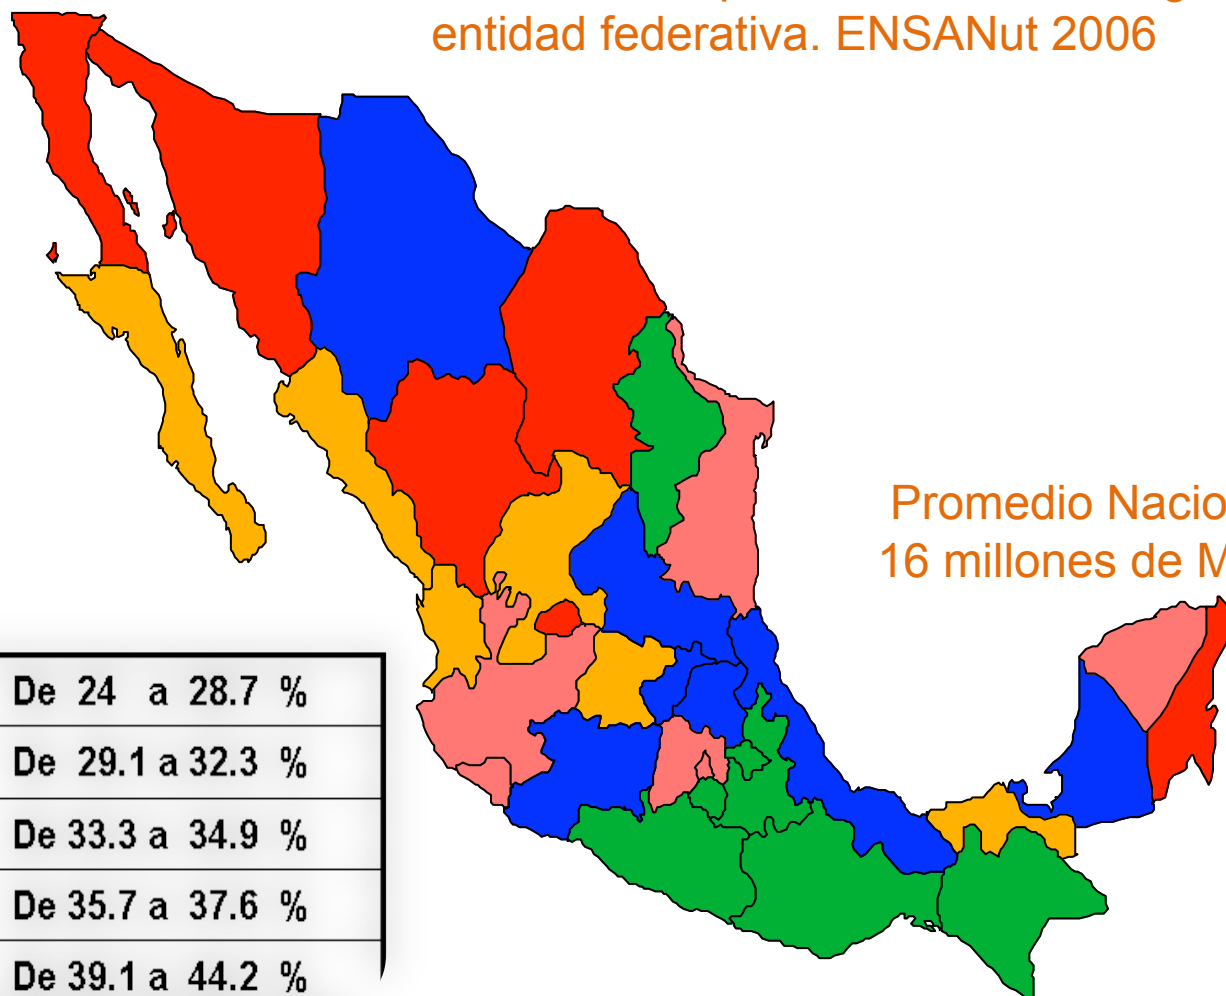 entidad federativa. ENSANut 2006
Promedio Nacio
16 millones de M
De 24 a 28.7 %
De 29.1 a 32.3 %
De 33.3 a 34.9 %
De 35.7 a 37.6 %
De 39.1 a 44.2 %